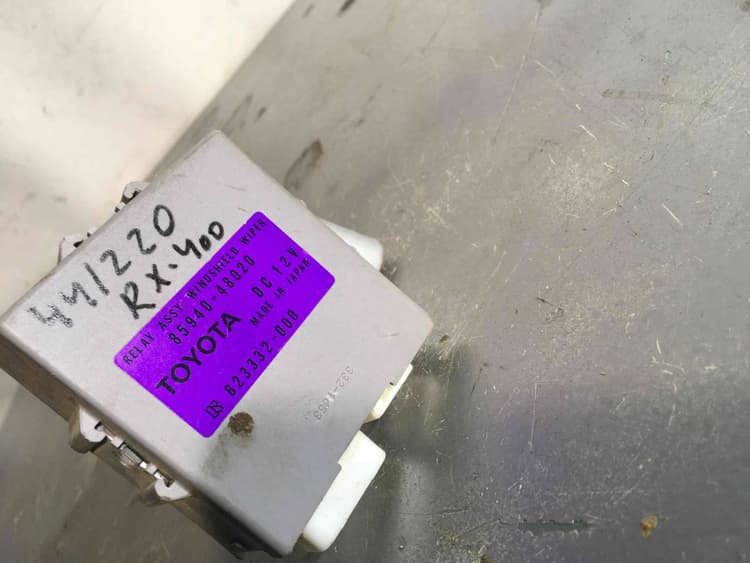 441220
RX-400
RELAY ASSY, WINDSHIELD WIPER
85940-48020
TOYOTA DC 12V
MADE IN JAPAN
623332-000